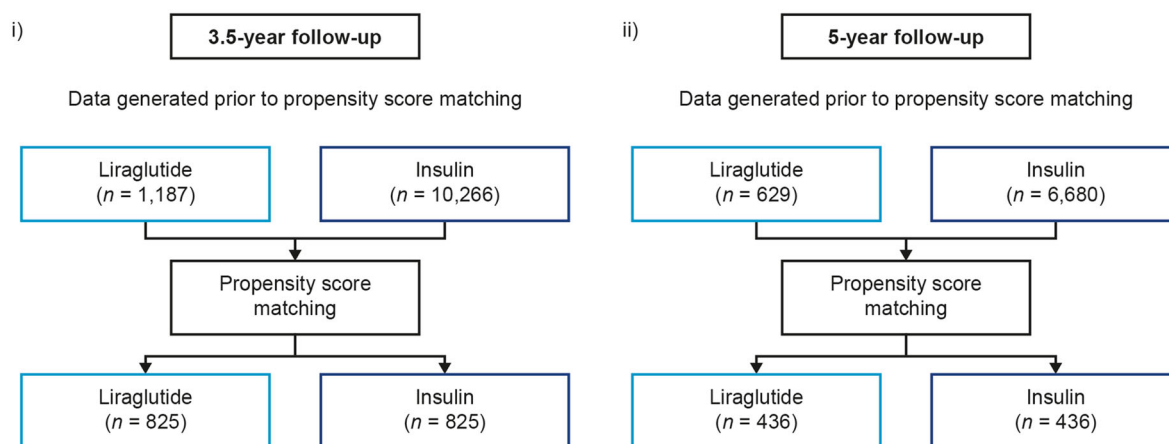 i)
3.5-year follow-up
Data generated prior to propensity score matching
Liraglutide
(n = 1,187)
Insulin
(n = 10,266)
Propensity score
matching
Liraglutide
(n = 825)
Insulin
(n = 825)
ii)
5-year follow-up
Data generated prior to propensity score matching
Liraglutide
(n = 629)
Insulin
(n = 6,680)
Propensity score
matching
Liraglutide
(n = 436)
Insulin
(n = 436)